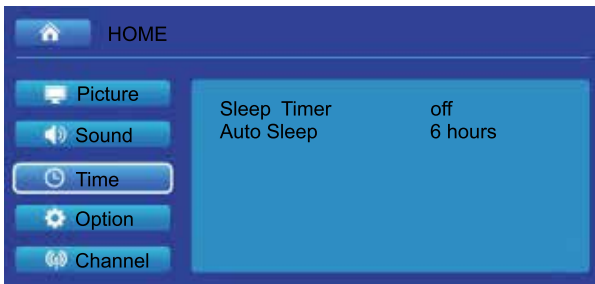 HOME
Picture
Sound
Time
Option
Channel
Sleep Timer off
Auto Sleep 6 hours